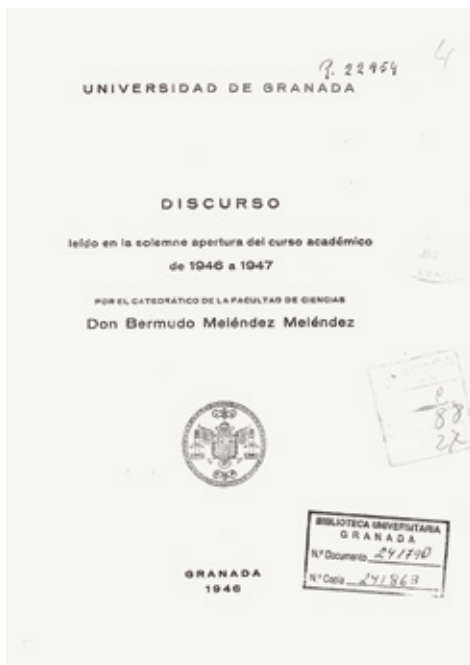 R. 22954
4
UNIVERSIDAD DE GRANADA
DISCURSO
leído en la solemne apertura del curso académico
de 1946 a 1947
POR EL CATEDRÁTICO DE LA FACULTAD DE CIENCIAS
Don Bermudo Meléndez Meléndez
BIBLIOTECA UNIVERSITARIA
GRANADA
N.º Documento 241790
N.º Copia 241863
GRANADA
1946